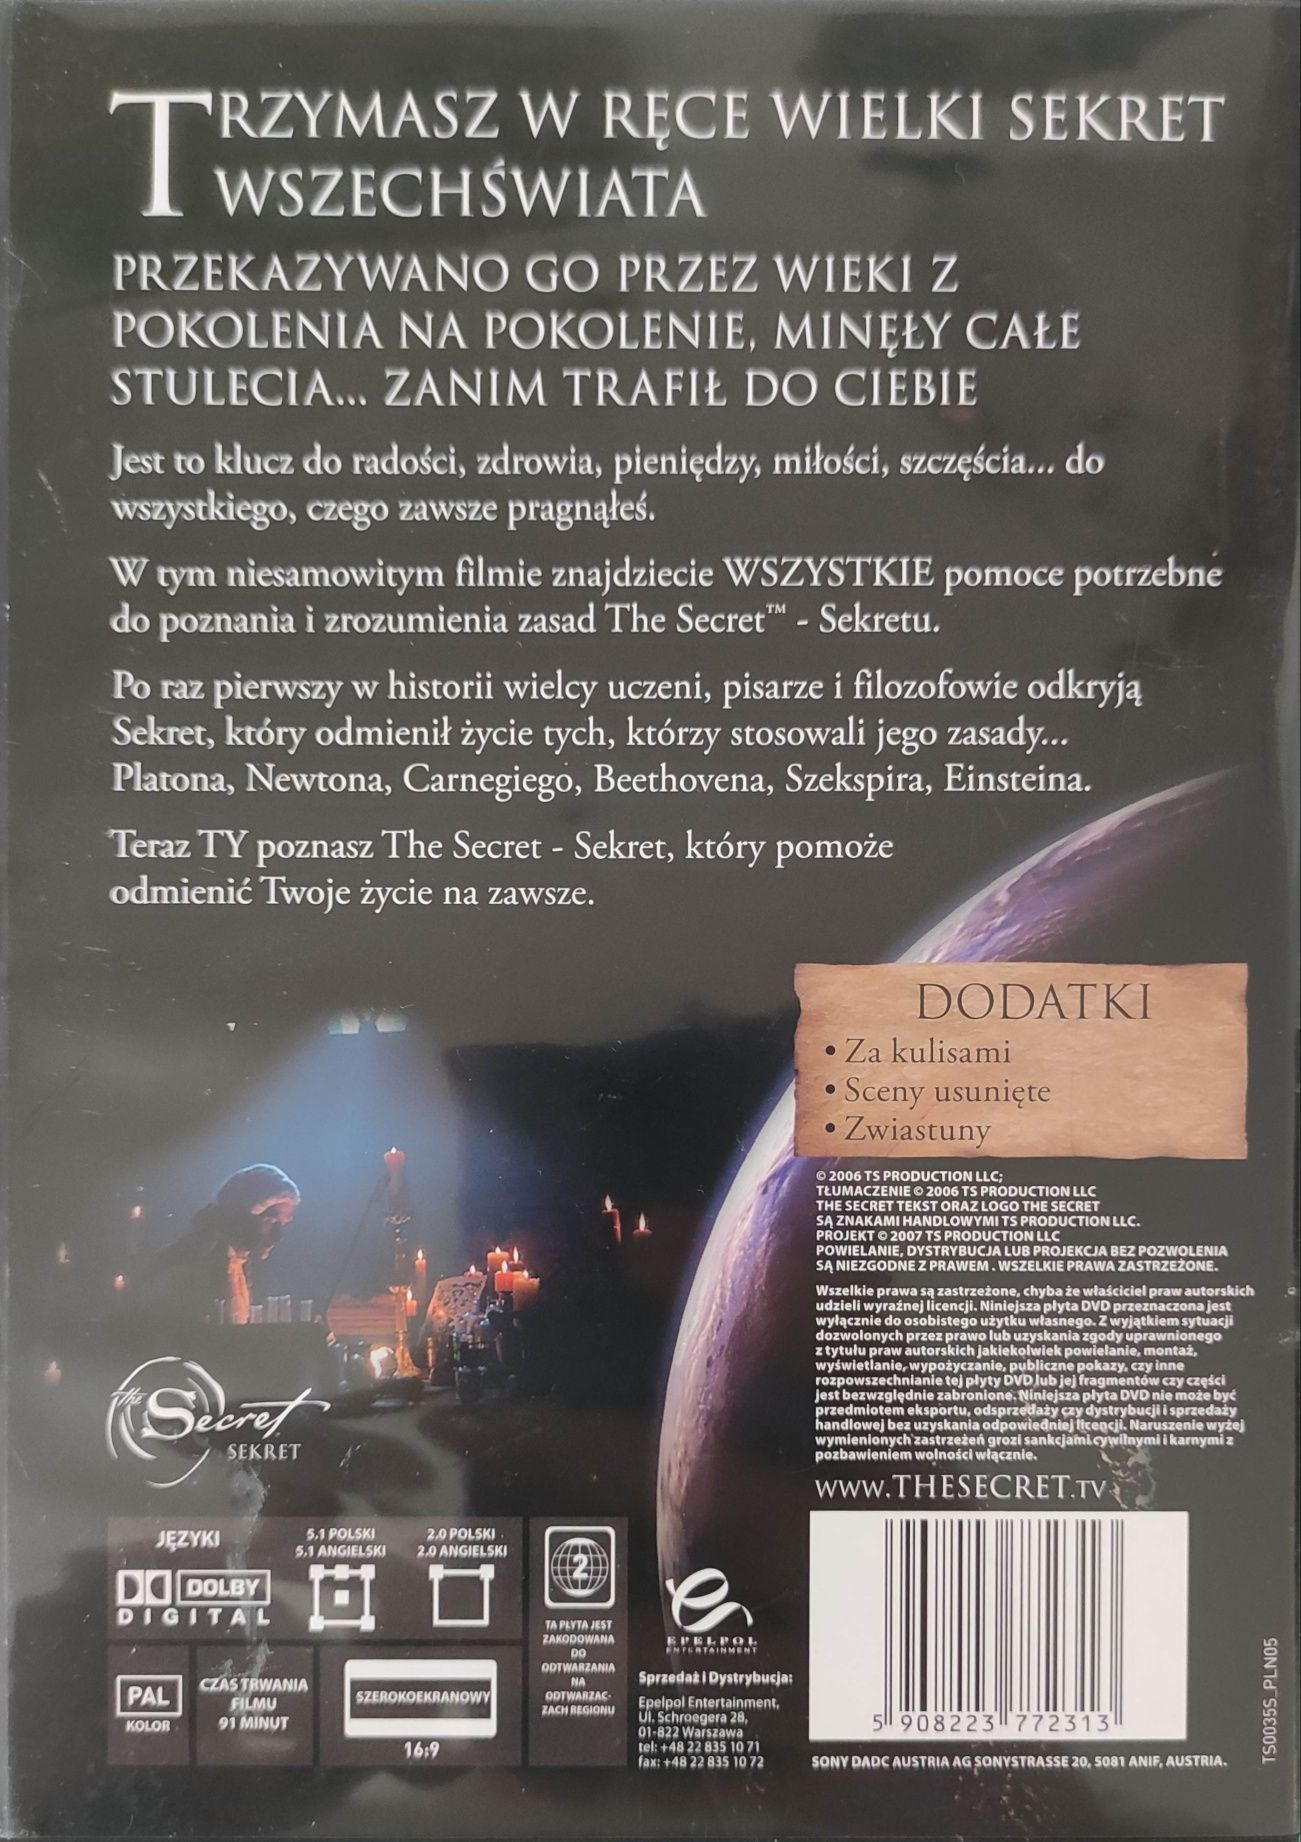 TRZYMASZ W RĘCE WIELKI SEKRET
WSZECHŚWIATA
PRZEKAZYWANO GO PRZEZ WIEKI Z
POKOLENIA NA POKOLENIE, MINĘŁY CAŁE
STULECIA... ZANIM TRAFIŁ DO CIEBIE
Jest to klucz do radości, zdrowia, pieniędzy, miłości, szczęścia... do
wszystkiego, czego zawsze pragnąłeś.
W tym niesamowitym filmie znajdziecie WSZYSTKIE pomoce potrzebne
do poznania i zrozumienia zasad The Secret™ - Sekretu.
Po raz pierwszy w historii wielcy uczeni, pisarze i filozofowie odkryją
Sekret, który odmienił życie tych, którzy stosowali jego zasady...
Platona, Newtona, Carnegiego, Beethovena, Szekspira, Einsteina.
Teraz TY poznasz The Secret - Sekret, który pomoże
odmienić Twoje życie na zawsze.
DODATKI
• Za kulisami
• Sceny usunięte
• Zwiastuny
© 2006 TS PRODUCTION LLC;
TŁUMACZENIE © 2006 TS PRODUCTION LLC
THE SECRET TEKST ORAZ LOGO THE SECRET
SĄ ZNAKAMI HANDLOWYMI TS PRODUCTION LLC.
PROJEKT © 2007 TS PRODUCTION LLC
POWIELANIE, DYSTRYBUCJA LUB PROJEKCJA BEZ POZWOLENIA
SĄ NIEZGODNE Z PRAWEM . WSZELKIE PRAWA ZASTRZEŻONE.
Wszelkie prawa są zastrzeżone, chyba że właściciel praw autorskich
udzieli wyraźnej licencji. Niniejsza płyta DVD przeznaczona jest
wyłącznie do osobistego użytku własnego. Z wyjątkiem sytuacji
dozwolonych przez prawo lub uzyskania zgody uprawnionego
z tytułu praw autorskich jakiekolwiek powielanie, montaż,
wyświetlanie, wypożyczanie, publiczne pokazy, czy inne
rozpowszechnianie tej płyty DVD lub jej fragmentów czy części
jest bezwzględnie zabronione. Niniejsza płyta DVD nie może być
przedmiotem eksportu, odsprzedaży czy dystrybucji i sprzedaży
handlowej bez uzyskania odpowiedniej licencji. Naruszenie wyżej
wymienionych zastrzeżeń grozi sankcjami cywilnymi i karnymi z
pozbawieniem wolności włącznie.
WWW.THESECRET.TV
the Secret
SEKRET
JĘZYKI
5.1 POLSKI
5.1 ANGIELSKI
2.0 POLSKI
2.0 ANGIELSKI
DOLBY
DIGITAL
2
TA PŁYTA JEST
ZAKODOWANA
DO
ODTWARZANIA
NA
ODTWARZAC-
ZACH REGIONU
PAL
KOLOR
CZAS TRWANIA
FILMU
91 MINUT
SZEROKOEKRANOWY
16:9
EPELPOL
ENTERTAINMENT
Sprzedaż i Dystrybucja:
Epelpol Entertainment,
Ul. Schroegera 28,
01-822 Warszawa
tel: +48 22 835 10 71
fax: +48 22 835 10 72
5 908223 772313
SONY DADC AUSTRIA AG SONYSTRASSE 20, 5081 ANIF, AUSTRIA.
TS0035S_PLN05